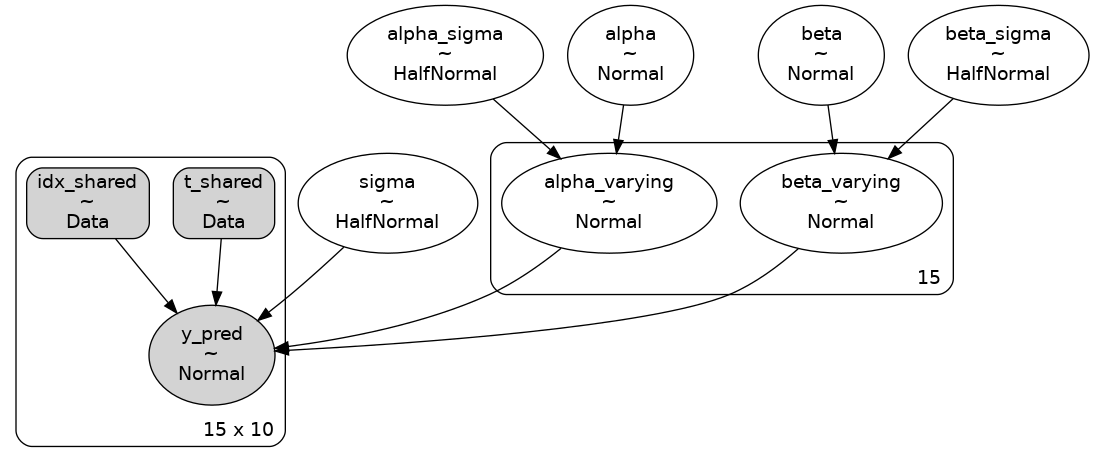 alpha_sigma
~
HalfNormal
alpha
~
Normal
beta
~
Normal
beta_sigma
~
HalfNormal
idx_shared
~
Data
t_shared
~
Data
sigma
~
HalfNormal
alpha_varying
~
Normal
beta_varying
~
Normal
15
y_pred
~
Normal
15 x 10